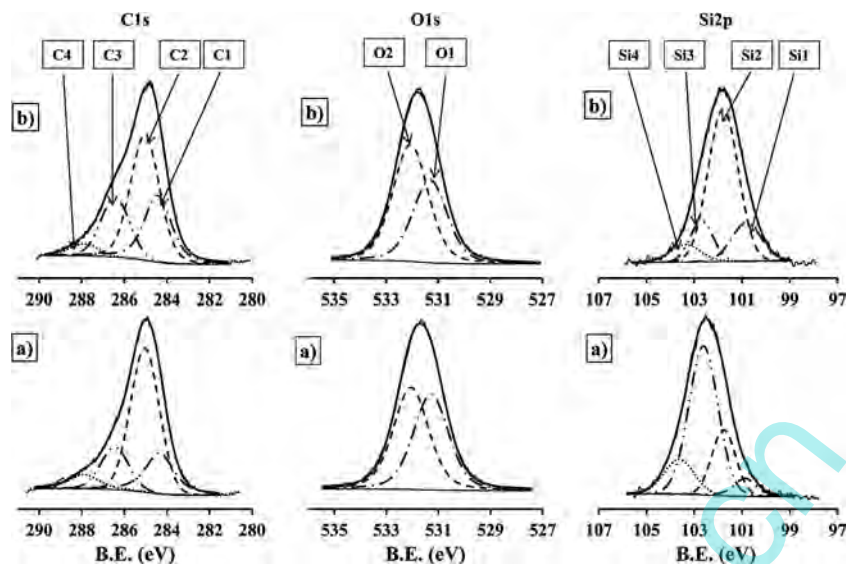 C1s O1s Si2p
C4 C3 C2 C1 O2 O1 Si4 Si3 Si2 Si1
b) b) b)
290 288 286 284 282 280 535 533 531 529 527 107 105 103 101 99 97
a) a) a)
290 288 286 284 282 280 535 533 531 529 527 107 105 103 101 99 97
B.E. (eV) B.E. (eV) B.E. (eV)
cn